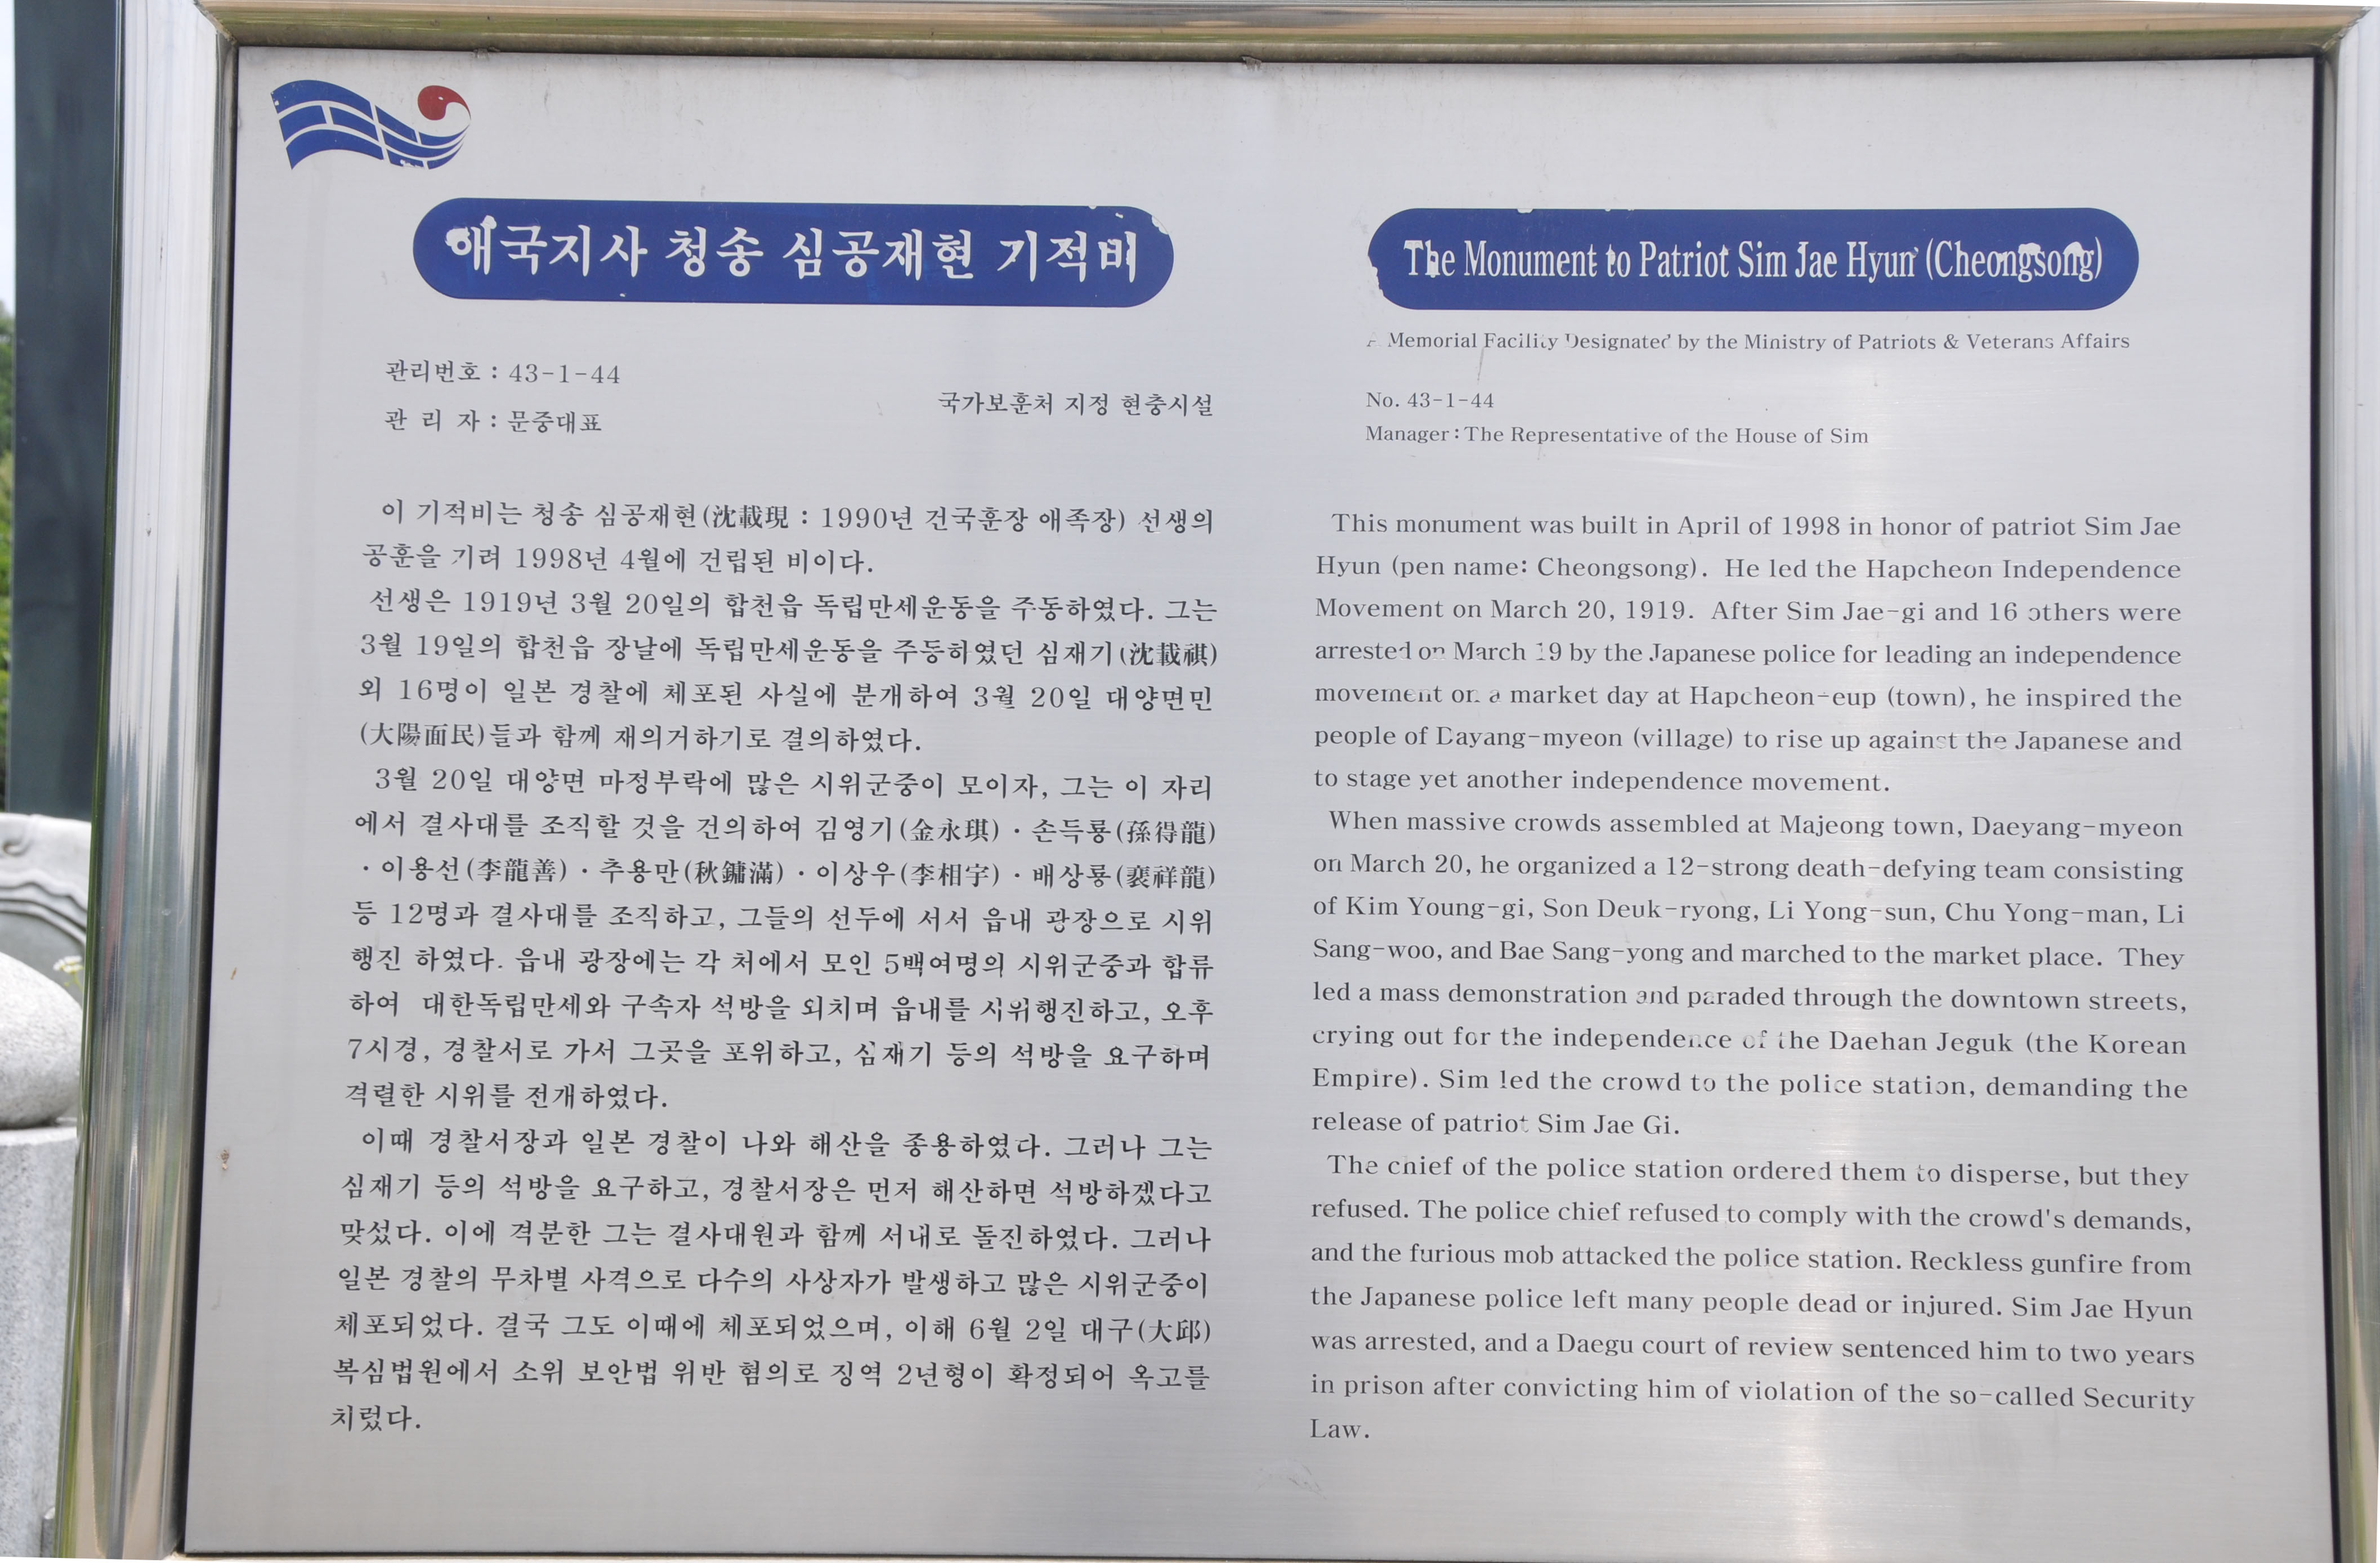 애국지사 청송 심공재현 기적비
관리번호 : 43-1-44
국가보훈처 지정 현충시설
관 리 자 : 문중대표
이 기적비는 청송 심공재현(沈載現 : 1990년 건국훈장 애족장) 선생의
공훈을 기려 1998년 4월에 건립된 비이다.
선생은 1919년 3월 20일의 합천읍 독립만세운동을 주동하였다. 그는
3월 19일의 합천읍 장날에 독립만세운동을 주동하였던 심재기(沈載祺)
외 16명이 일본 경찰에 체포된 사실에 분개하여 3월 20일 대양면민
(大陽面民)들과 함께 재의거하기로 결의하였다.
3월 20일 대양면 마정부락에 많은 시위군중이 모이자, 그는 이 자리
에서 결사대를 조직할 것을 건의하여 김영기(金永琪)·손득룡(孫得龍)
·이용선(李龍善)·추용만(秋鏞滿)·이상우(李相宇)·배상룡(裵祥龍)
등 12명과 결사대를 조직하고, 그들의 선두에 서서 읍내 광장으로 시위
행진 하였다. 읍내 광장에는 각 처에서 모인 5백여명의 시위군중과 합류
하여 대한독립만세와 구속자 석방을 외치며 읍내를 시위행진하고, 오후
7시경, 경찰서로 가서 그곳을 포위하고, 심재기 등의 석방을 요구하며
격렬한 시위를 전개하였다.
이때 경찰서장과 일본 경찰이 나와 해산을 종용하였다. 그러나 그는
심재기 등의 석방을 요구하고, 경찰서장은 먼저 해산하면 석방하겠다고
맞섰다. 이에 격분한 그는 결사대원과 함께 서내로 돌진하였다. 그러나
일본 경찰의 무차별 사격으로 다수의 사상자가 발생하고 많은 시위군중이
체포되었다. 결국 그도 이때에 체포되었으며, 이해 6월 2일 대구(大邱)
복심법원에서 소위 보안법 위반 혐의로 징역 2년형이 확정되어 옥고를
치렀다.
The Monument to Patriot Sim Jae Hyun (Cheongsong)
A Memorial Facility Designated by the Ministry of Patriots & Veterans Affairs
No. 43-1-44
Manager : The Representative of the House of Sim
This monument was built in April of 1998 in honor of patriot Sim Jae
Hyun (pen name: Cheongsong). He led the Hapcheon Independence
Movement on March 20, 1919. After Sim Jae-gi and 16 others were
arrested on March 19 by the Japanese police for leading an independence
movement on a market day at Hapcheon-eup (town), he inspired the
people of Dayang-myeon (village) to rise up against the Japanese and
to stage yet another independence movement.
When massive crowds assembled at Majeong town, Daeyang-myeon
on March 20, he organized a 12-strong death-defying team consisting
of Kim Young-gi, Son Deuk-ryong, Li Yong-sun, Chu Yong-man, Li
Sang-woo, and Bae Sang-yong and marched to the market place. They
led a mass demonstration and paraded through the downtown streets,
crying out for the independence of the Daehan Jeguk (the Korean
Empire). Sim led the crowd to the police station, demanding the
release of patriot Sim Jae Gi.
The chief of the police station ordered them to disperse, but they
refused. The police chief refused to comply with the crowd's demands,
and the furious mob attacked the police station. Reckless gunfire from
the Japanese police left many people dead or injured. Sim Jae Hyun
was arrested, and a Daegu court of review sentenced him to two years
in prison after convicting him of violation of the so-called Security
Law.